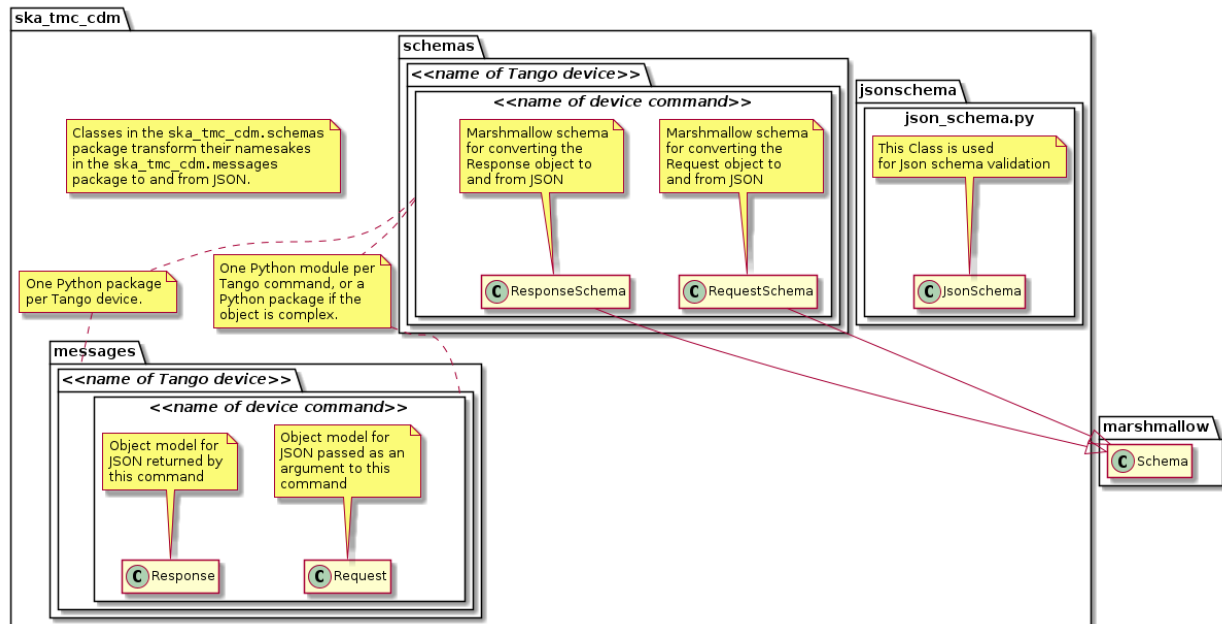 ska_tmc_cdm
schemas
<<name of Tango device>>
<<name of device command>>
Marshmallow schema
for converting the
Response object to
and from JSON
Marshmallow schema
for converting the
Request object to
and from JSON
C ResponseSchema
C RequestSchema
jsonschema
json_schema.py
This Class is used
for Json schema validation
C JsonSchema
Classes in the ska_tmc_cdm.schemas
package transform their namesakes
in the ska_tmc_cdm.messages
package to and from JSON.
One Python package
per Tango device.
One Python module per
Tango command, or a
Python package if the
object is complex.
messages
<<name of Tango device>>
<<name of device command>>
Object model for
JSON returned by
this command
Object model for
JSON passed as an
argument to this
command
C Response
C Request
marshmallow
C Schema